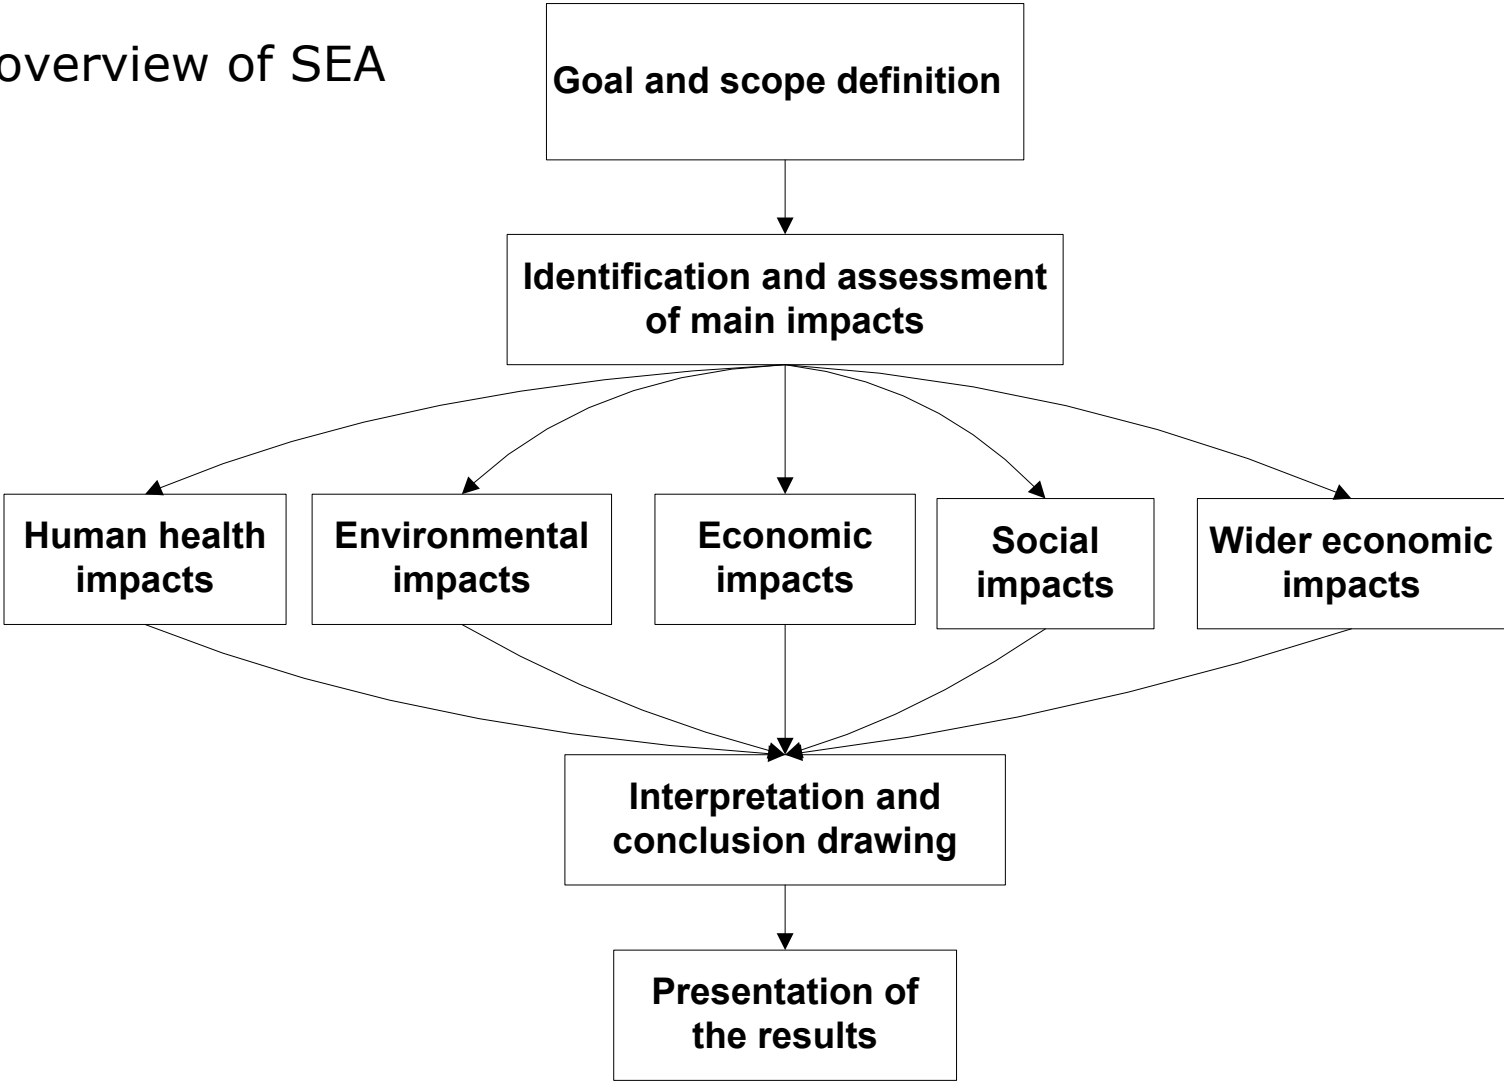 overview of SEA
Goal and scope definition
Identification and assessment
of main impacts
Human health
impacts
Environmental
impacts
Economic
impacts
Social
impacts
Wider economic
impacts
Interpretation and
conclusion drawing
Presentation of
the results